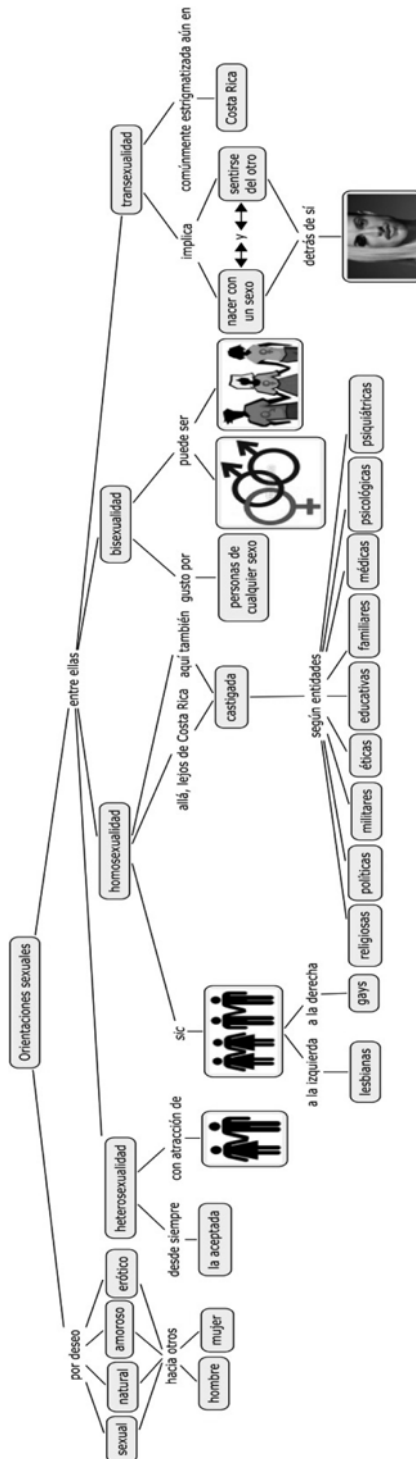 Orientaciones sexuales
por deseo
entre ellas
sexual
natural
amoroso
erótico
hacia otros
hombre
mujer
heterosexualidad
desde siempre
con atracción de
la aceptada
homosexualidad
sic
allá, lejos de Costa Rica
aquí también
a la izquierda
a la derecha
lesbianas
gays
castigada
según entidades
religiosas
políticas
militares
éticas
educativas
familiares
médicas
psicológicas
psiquiátricas
bisexualidad
gusto por
puede ser
personas de
cualquier sexo
transexualidad
implica
comúnmente estrigmatizada aún en
nacer con
un sexo
y
sentirse
del otro
Costa Rica
detrás de sí